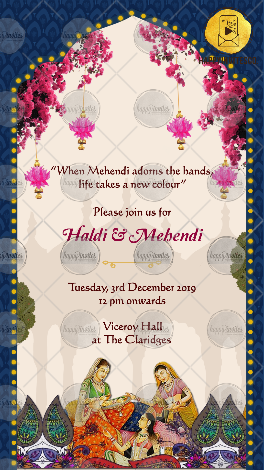 "When Mehendi adorns the hands,
life takes a new colour"
Please join us for
Haldi & Mehendi
Tuesday, 3rd December 2019
12 pm onwards
Viceroy Hall
at The Claridges